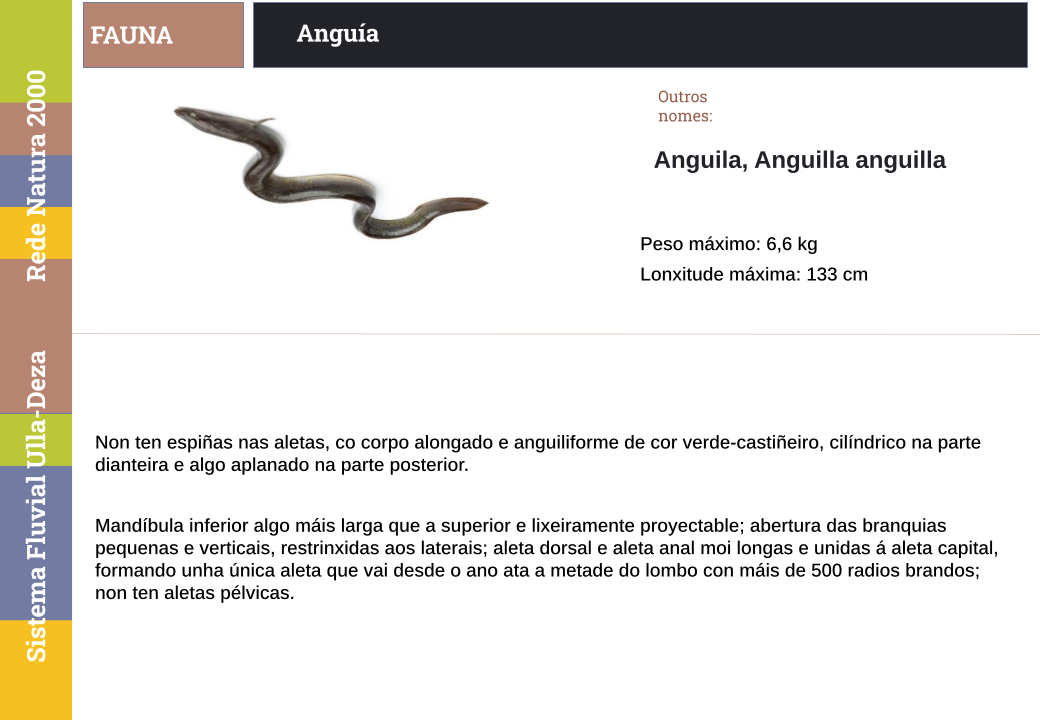 FAUNA
Anguía
Rede Natura 2000
Sistema Fluvial Ulla-Deza
Outros
nomes:
Anguila, Anguilla anguilla
Peso máximo: 6,6 kg
Lonxitude máxima: 133 cm
Non ten espiñas nas aletas, co corpo alongado e anguiliforme de cor verde-castiñeiro, cilíndrico na parte
dianteira e algo aplanado na parte posterior.
Mandíbula inferior algo máis larga que a superior e lixeiramente proyectable; abertura das branquias
pequenas e verticais, restrinxidas aos laterais; aleta dorsal e aleta anal moi longas e unidas á aleta capital,
formando unha única aleta que vai desde o ano ata a metade do lombo con máis de 500 radios brandos;
non ten aletas pélvicas.